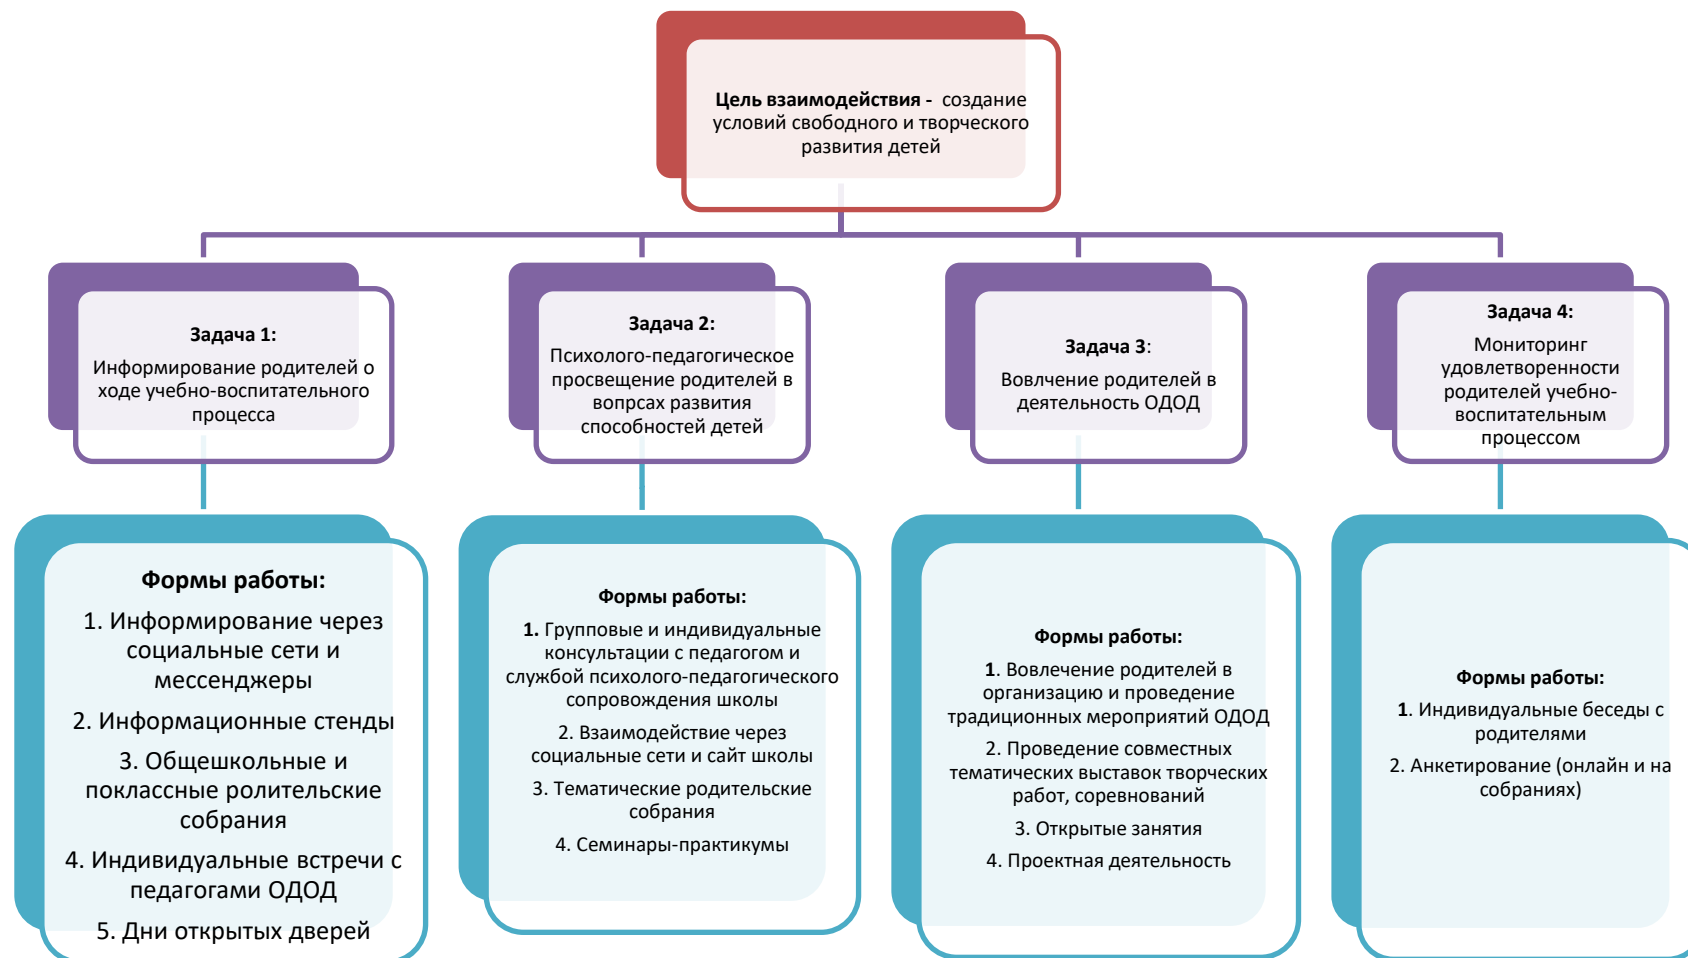 Цель взаимодействия - создание
условий свободного и творческого
развития детей
Задача 1:
Информирование родителей о
ходе учебно-воспитательного
процесса
Задача 2:
Психолого-педагогическое
просвещение родителей в
вопрсах развития
способностей детей
Задача 3:
Вовлчение родителей в
деятельность ОДОД
Задача 4:
Мониторинг
удовлетворенности
родителей учебно-
воспитательным
процессом
Формы работы:
1. Информирование через
социальные сети и
мессенджеры
2. Информационные стенды
3. Общешкольные и
поклассные ролительские
собрания
4. Индивидуальные встречи с
педагогами ОДОД
5. Дни открытых дверей
Формы работы:
1. Групповые и индивидуальные
консультации с педагогом и
службой психолого-педагогического
сопровождения школы
2. Взаимодействие через
социальные сети и сайт школы
3. Тематические родительские
собрания
4. Семинары-практикумы
Формы работы:
1. Вовлечение родителей в
организацию и проведение
традиционных мероприятий ОДОД
2. Проведение совместных
тематических выставок творческих
работ, соревнований
3. Открытые занятия
4. Проектная деятельность
Формы работы:
1. Индивидуальные беседы с
родителями
2. Анкетирование (онлайн и на
собраниях)